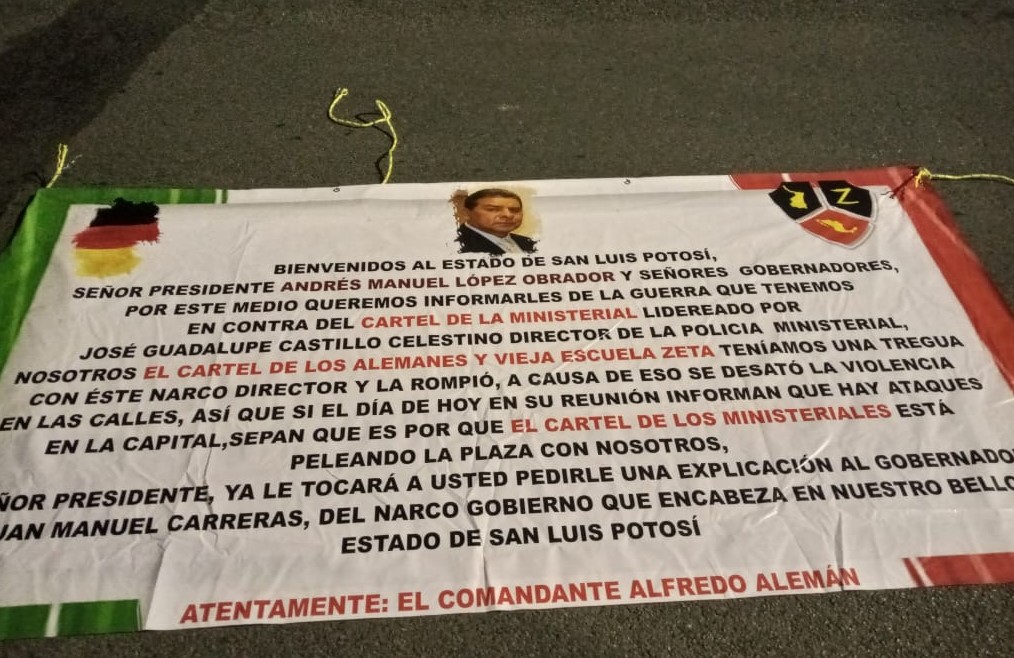 Z
BIENVENIDOS AL ESTADO DE SAN LUIS POTOSÍ,
SEÑOR PRESIDENTE ANDRÉS MANUEL LÓPEZ OBRADOR Y SEÑORES GOBERNADORES,
POR ESTE MEDIO QUEREMOS INFORMARLES DE LA GUERRA QUE TENEMOS
EN CONTRA DEL CARTEL DE LA MINISTERIAL LIDEREADO POR
JOSÉ GUADALUPE CASTILLO CELESTINO DIRECTOR DE LA POLICIA MINISTERIAL,
NOSOTROS EL CARTEL DE LOS ALEMANES Y VIEJA ESCUELA ZETA TENÍAMOS UNA TREGUA
CON ÉSTE NARCO DIRECTOR Y LA ROMPIÓ, A CAUSA DE ESO SE DESATÓ LA VIOLENCIA
EN LAS CALLES, ASÍ QUE SI EL DÍA DE HOY EN SU REUNIÓN INFORMAN QUE HAY ATAQUES
EN LA CAPITAL,SEPAN QUE ES POR QUE EL CARTEL DE LOS MINISTERIALES ESTÁ
PELEANDO LA PLAZA CON NOSOTROS,
ÑOR PRESIDENTE, YA LE TOCARÁ A USTED PEDIRLE UNA EXPLICACIÓN AL GOBERNADO
UAN MANUEL CARRERAS, DEL NARCO GOBIERNO QUE ENCABEZA EN NUESTRO BELLO
ESTADO DE SAN LUIS POTOSÍ
ATENTAMENTE: EL COMANDANTE ALFREDO ALEMÁN